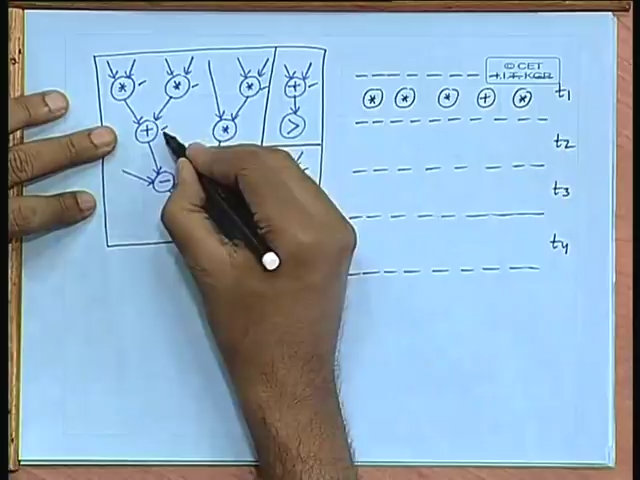 © CET
I.I.T. KGP
* * * +
* * * + * t₁
+ * >
t₂
−
t₃
t₄